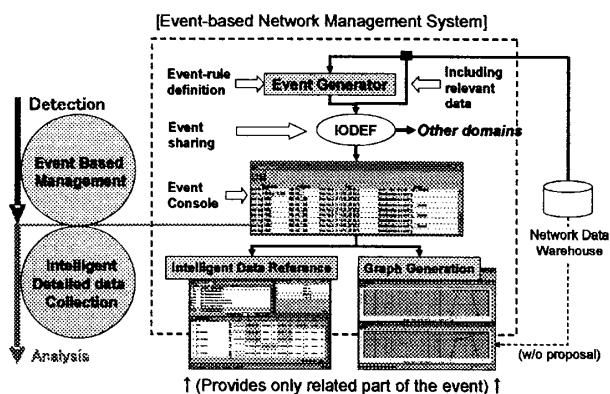 [Event-based Network Management System]
Event-rule
definition
Event Generator
Including
relevant
data
Detection
Event
sharing
IODEF
Other domains
Event Based
Management
Event
Console
Network Data
Warehouse
Intelligent
Detailed data
Collection
Intelligent Data Reference
Graph Generation
Analysis
(w/o proposal)
↑ (Provides only related part of the event) ↑